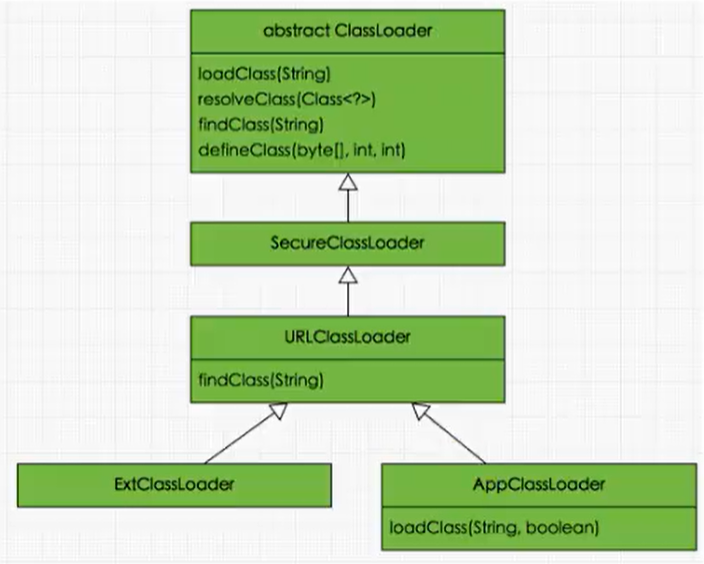 abstract ClassLoader
loadClass(String)
resolveClass(Class<?>)
findClass(String)
defineClass(byte[], int, int)
SecureClassLoader
URLClassLoader
findClass(String)
ExtClassLoader
AppClassLoader
loadClass(String, boolean)